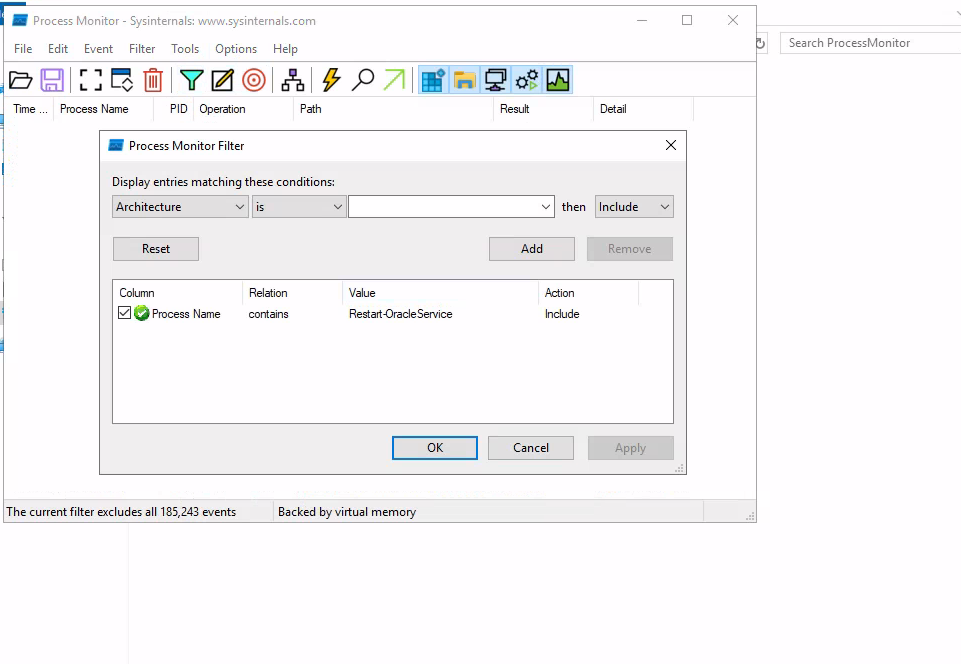 Process Monitor - Sysinternals: www.sysinternals.com
File Edit Event Filter Tools Options Help
Search ProcessMonitor
Time ... Process Name PID Operation Path Result Detail
Process Monitor Filter
Display entries matching these conditions:
Architecture is then Include
Reset Add Remove
Column Relation Value Action
Process Name contains Restart-OracleService Include
OK Cancel Apply
The current filter excludes all 185,243 events Backed by virtual memory